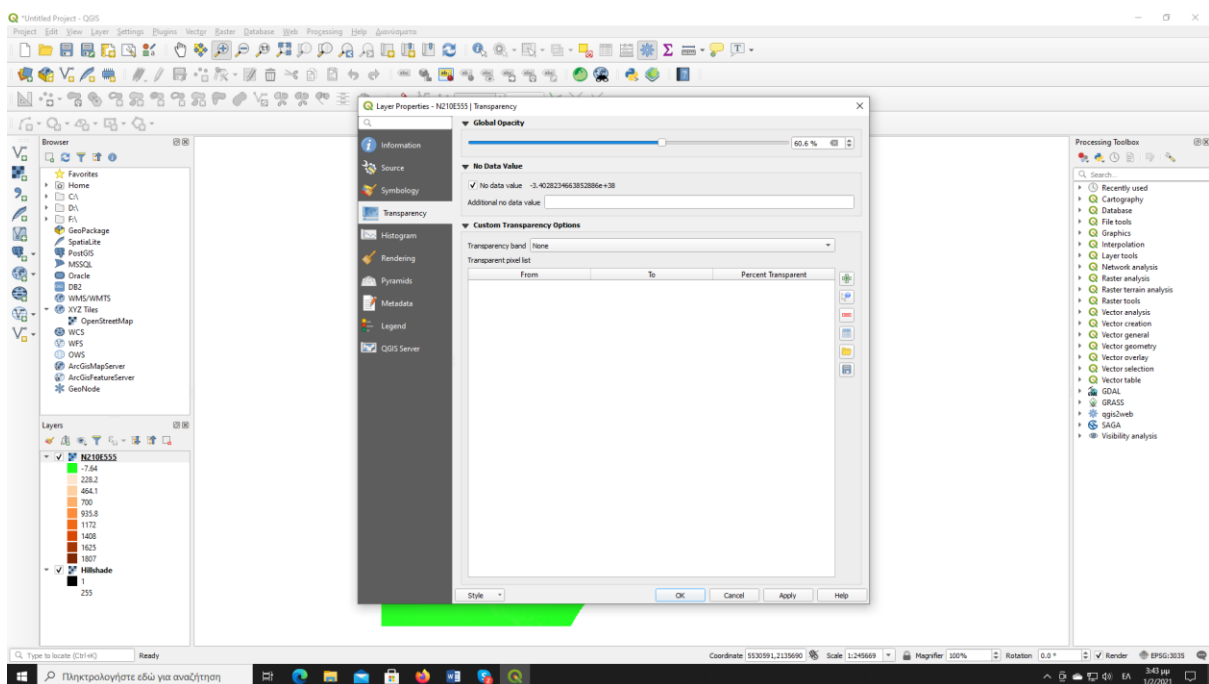 *Untitled Project - QGIS
Project Edit View Layer Settings Plugins Vector Raster Database Web Processing Help Διανύσματα
Browser
Favorites
Home
C:\
D:\
F:\
GeoPackage
SpatiaLite
PostGIS
MSSQL
Oracle
DB2
WMS/WMTS
XYZ Tiles
OpenStreetMap
WCS
WFS
OWS
ArcGisMapServer
ArcGisFeatureServer
GeoNode
Layers
N210E555
-7.64
228.2
464.1
700
935.8
1172
1408
1625
1807
Hillshade
1
255
Layer Properties - N210E555 | Transparency
Information
Source
Symbology
Transparency
Histogram
Rendering
Pyramids
Metadata
Legend
QGIS Server
Global Opacity
60.6 %
No Data Value
No data value -3.4028234663852886e+38
Additional no data value
Custom Transparency Options
Transparency band None
Transparent pixel list
From To Percent Transparent
Style OK Cancel Apply Help
Processing Toolbox
Search...
Recently used
Cartography
Database
File tools
Graphics
Interpolation
Layer tools
Network analysis
Raster analysis
Raster terrain analysis
Raster tools
Vector analysis
Vector creation
Vector general
Vector geometry
Vector overlay
Vector selection
Vector table
GDAL
GRASS
qgis2web
SAGA
Visibility analysis
Type to locate (Ctrl+K) Ready Coordinate 5530591,2135690 Scale 1:245669 Magnifier 100% Rotation 0.0 ° Render EPSG:3035
Πληκτρολογήστε εδώ για αναζήτηση
ΕΛ
3:43 μμ
1/2/2021